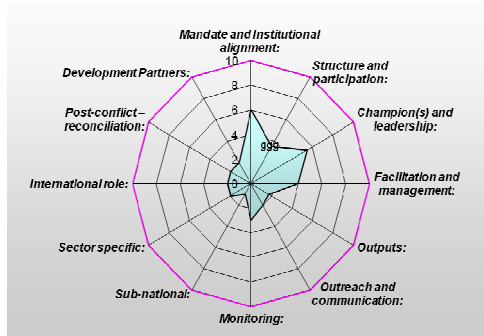 Mandate and Institutional
alignment:
Structure and
participation:
Champion(s) and
leadership:
Facilitation and
management:
Outputs:
Outreach and
communication:
Monitoring:
Sub-national:
Sector specific:
International role:
Post-conflict –
reconciliation:
Development Partners:
10
8
6
4
2
0